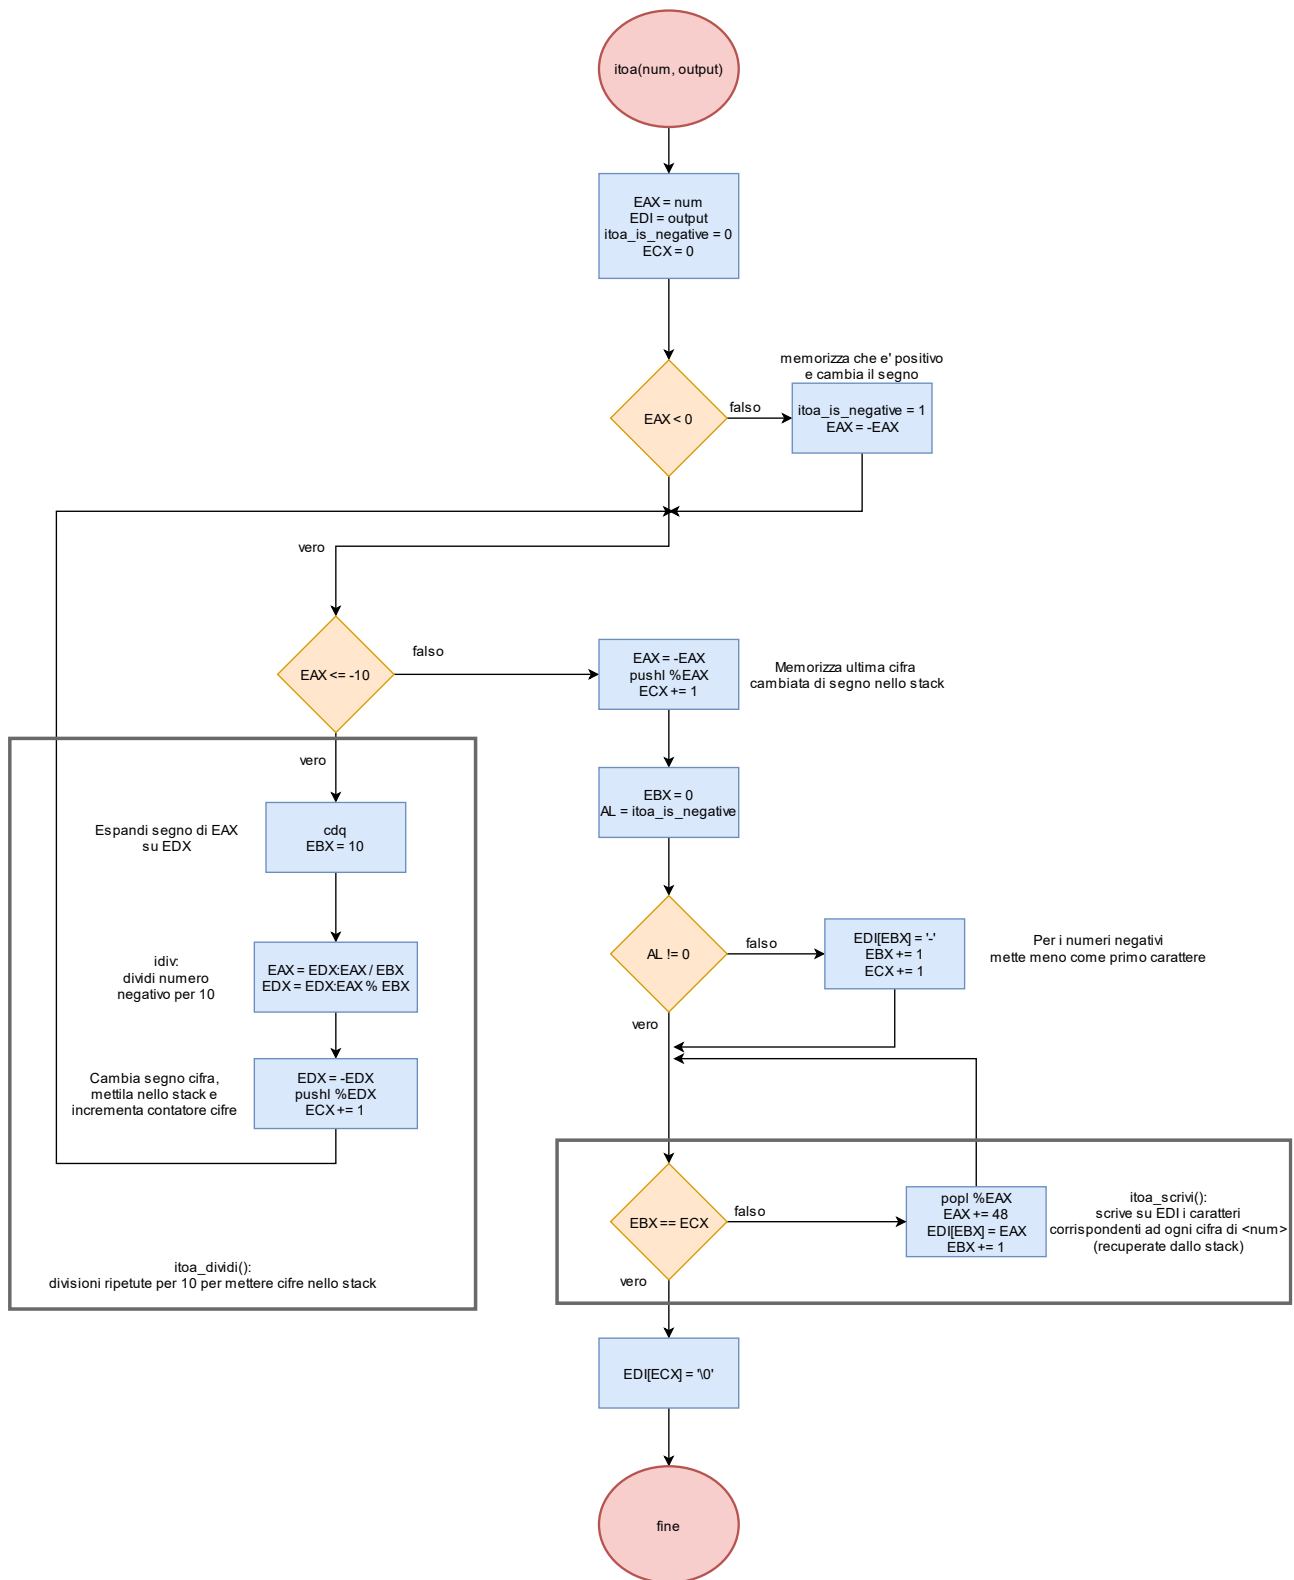 itoa(num, output)
EAX = num
EDI = output
itoa_is_negative = 0
ECX = 0
memorizza che e' positivo
e cambia il segno
EAX < 0
falso
itoa_is_negative = 1
EAX = -EAX
vero
EAX <= -10
falso
EAX = -EAX
pushl %EAX
ECX += 1
Memorizza ultima cifra
cambiata di segno nello stack
vero
Espandi segno di EAX
su EDX
cdq
EBX = 10
EBX = 0
AL = itoa_is_negative
idiv:
dividi numero
negativo per 10
EAX = EDX:EAX / EBX
EDX = EDX:EAX % EBX
AL != 0
falso
EDI[EBX] = '-'
EBX += 1
ECX += 1
Per i numeri negativi
mette meno come primo carattere
vero
Cambia segno cifra,
mettila nello stack e
incrementa contatore cifre
EDX = -EDX
pushl %EDX
ECX += 1
itoa_dividi():
divisioni ripetute per 10 per mettere cifre nello stack
EBX == ECX
falso
popl %EAX
EAX += 48
EDI[EBX] = EAX
EBX += 1
itoa_scrivi():
scrive su EDI i caratteri
corrispondenti ad ogni cifra di <num>
(recuperate dallo stack)
vero
EDI[ECX] = '\0'
fine